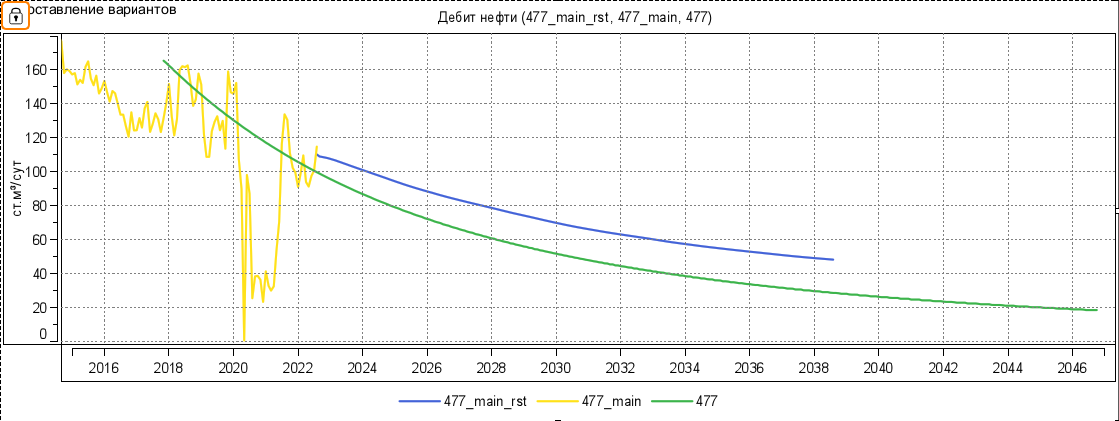 оставление вариантов
Дебит нефти (477_main_rst, 477_main, 477)
ст.м³/сут
160
140
120
100
80
60
40
20
0
2016 2018 2020 2022 2024 2026 2028 2030 2032 2034 2036 2038 2040 2042 2044 2046
477_main_rst 477_main 477